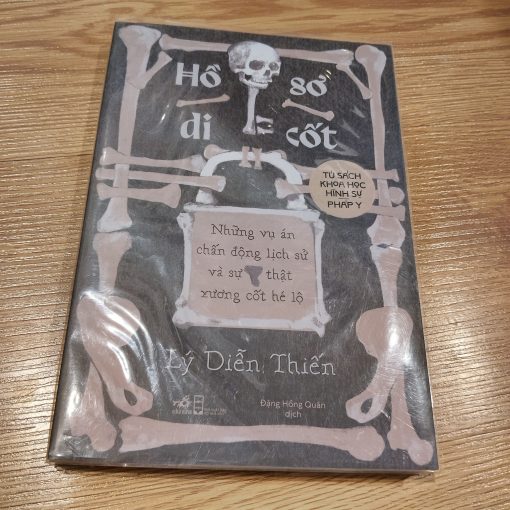 Hồ sơ
di cốt
TỦ SÁCH
KHOA HỌC
HÌNH SỰ
PHÁP Y
Những vụ án
chấn động lịch sử
và sự thật
xương cốt hé lộ
Lý Diễn Thiến
Đặng Hồng Quân
dịch